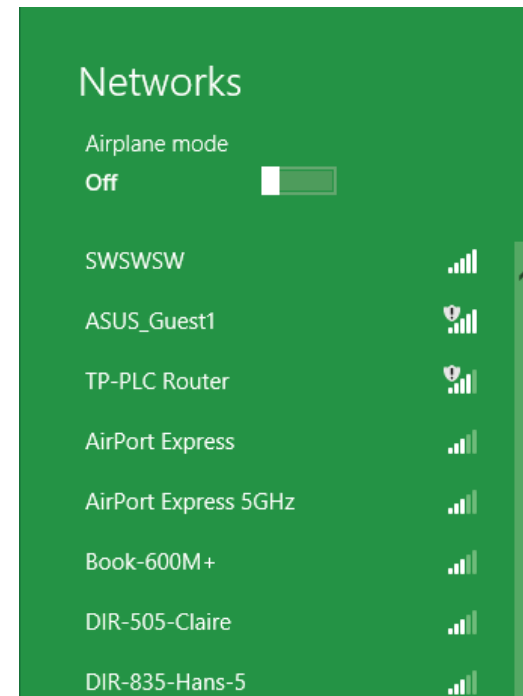 Networks
Airplane mode
Off
SWSWSW
ASUS_Guest1
TP-PLC Router
AirPort Express
AirPort Express 5GHz
Book-600M+
DIR-505-Claire
DIR-835-Hans-5